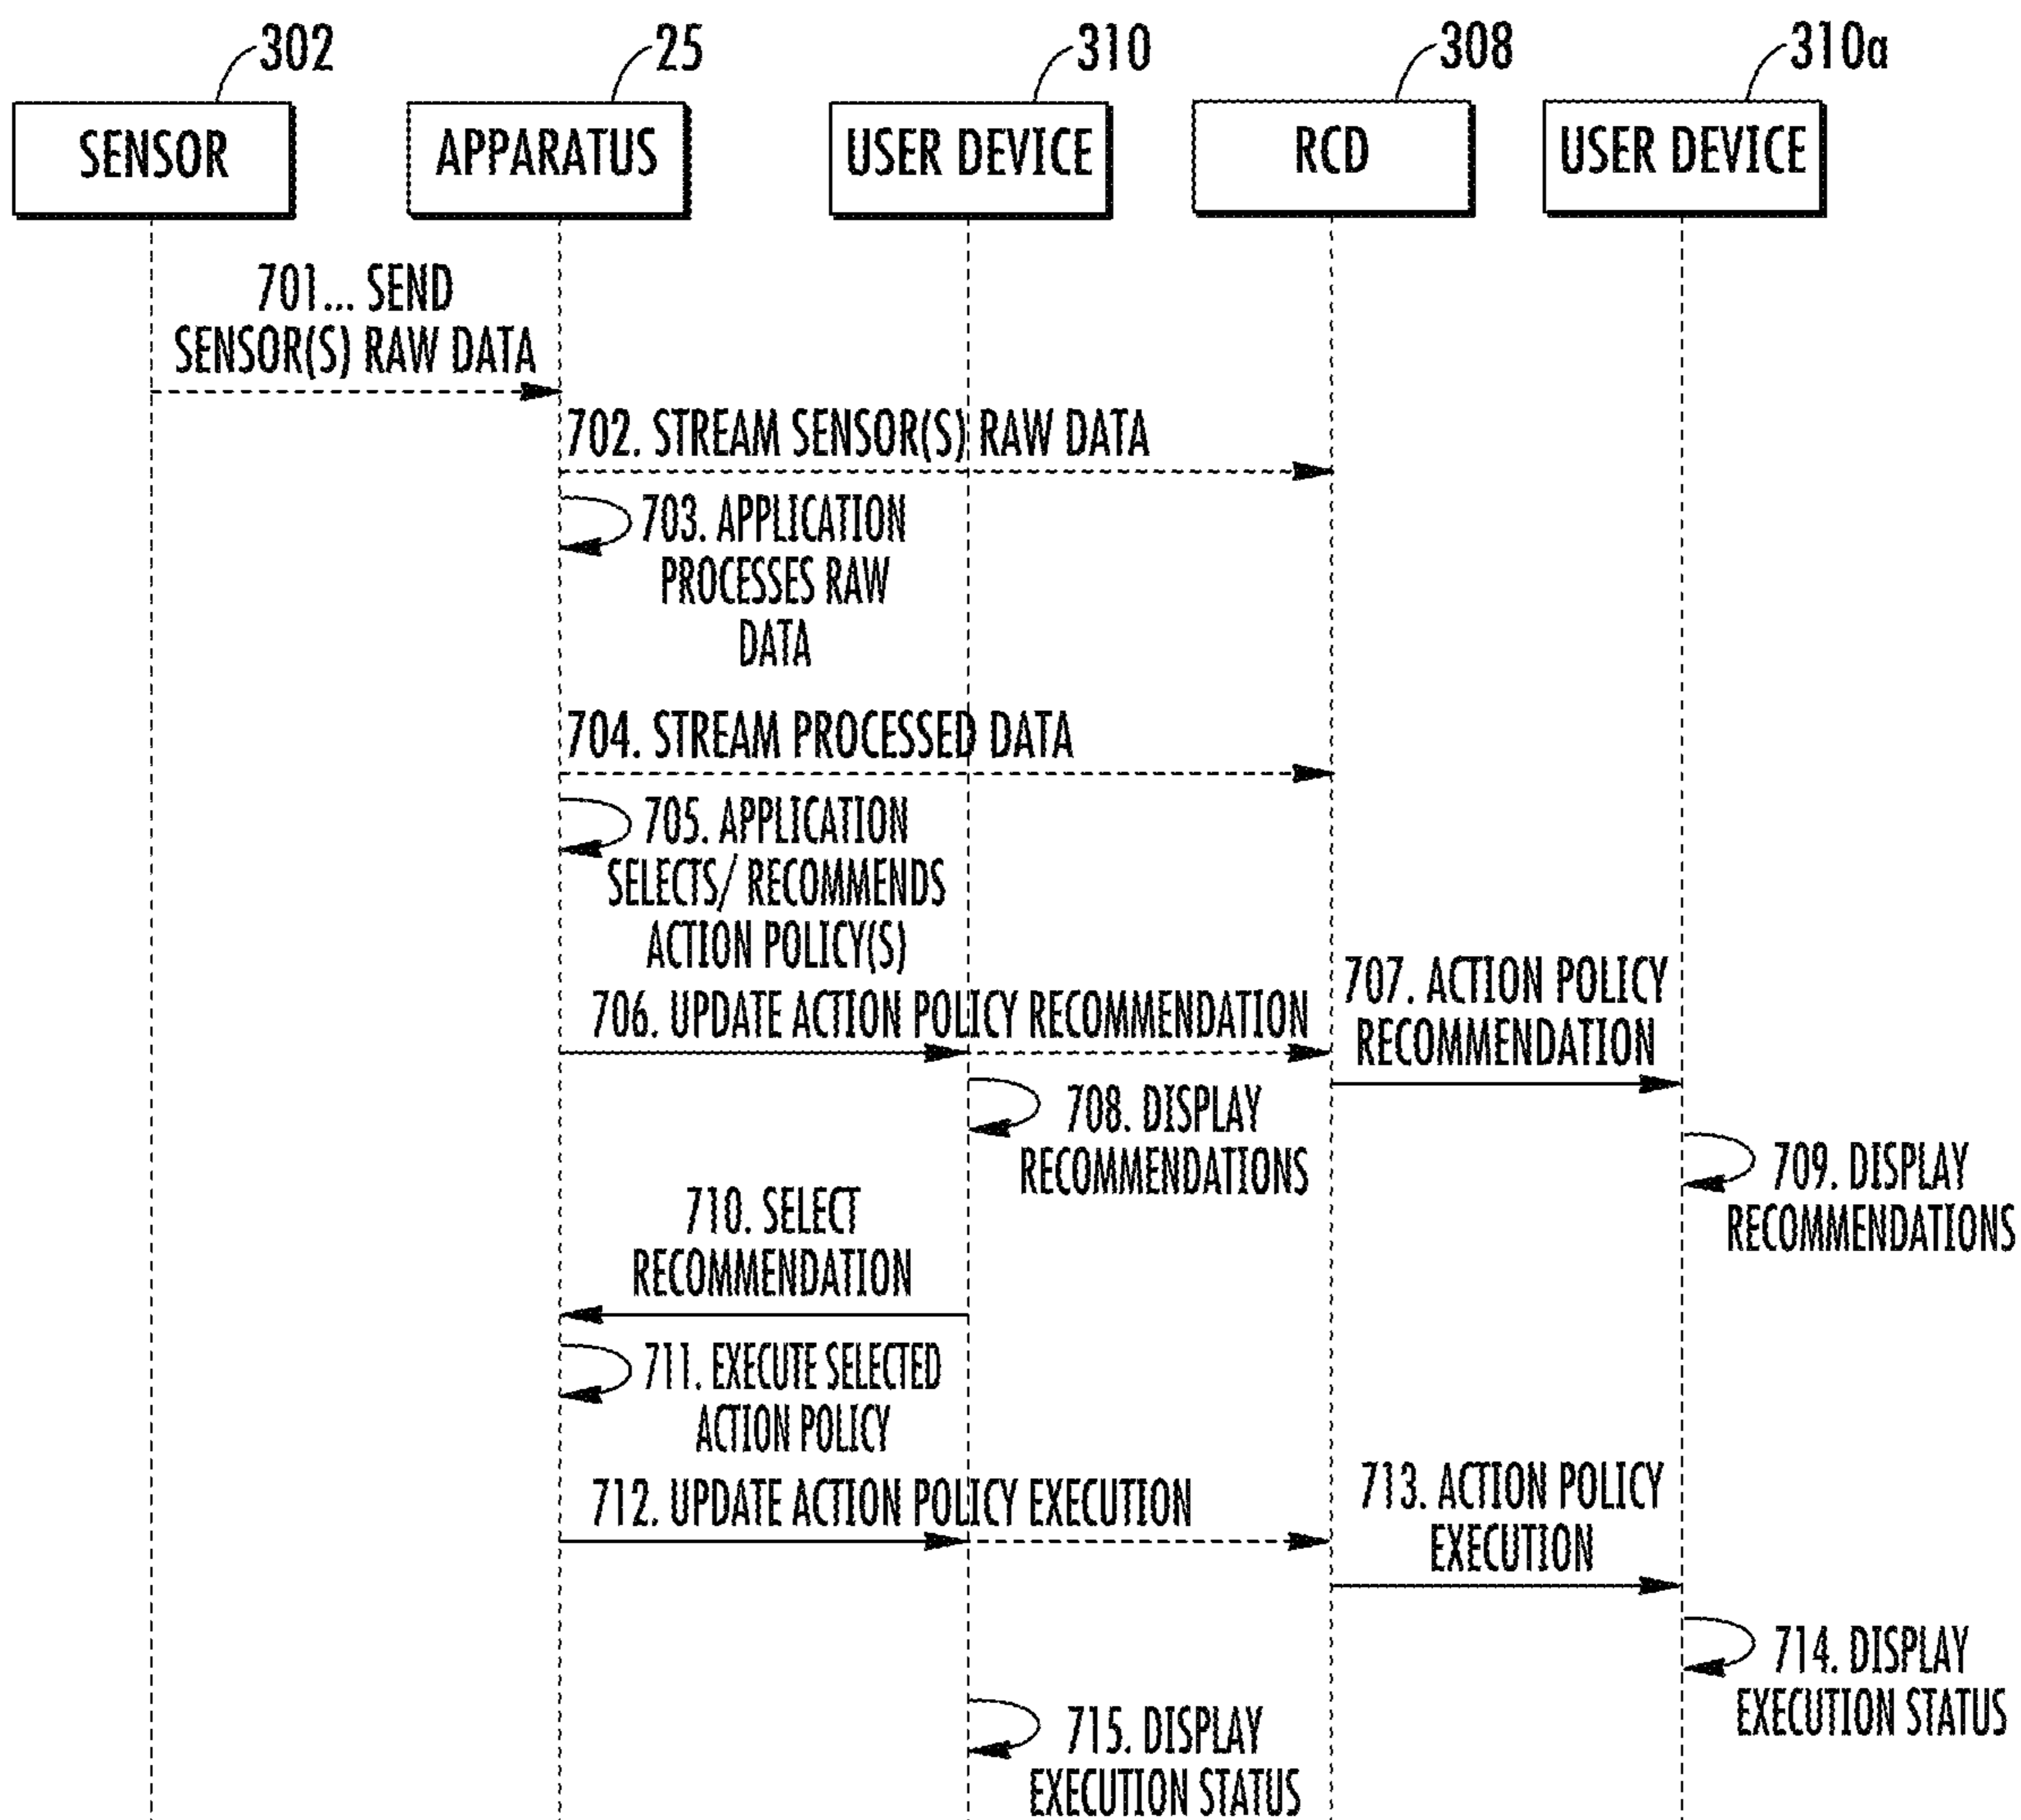 302
25
310
308
310a
SENSOR
APPARATUS
USER DEVICE
RCD
USER DEVICE
701... SEND
SENSOR(S) RAW DATA
702. STREAM SENSOR(S) RAW DATA
703. APPLICATION
PROCESSES RAW
DATA
704. STREAM PROCESSED DATA
705. APPLICATION
SELECTS/ RECOMMENDS
ACTION POLICY(S)
706. UPDATE ACTION POLICY RECOMMENDATION
707. ACTION POLICY
RECOMMENDATION
708. DISPLAY
RECOMMENDATIONS
709. DISPLAY
RECOMMENDATIONS
710. SELECT
RECOMMENDATION
711. EXECUTE SELECTED
ACTION POLICY
712. UPDATE ACTION POLICY EXECUTION
713. ACTION POLICY
EXECUTION
714. DISPLAY
EXECUTION STATUS
715. DISPLAY
EXECUTION STATUS